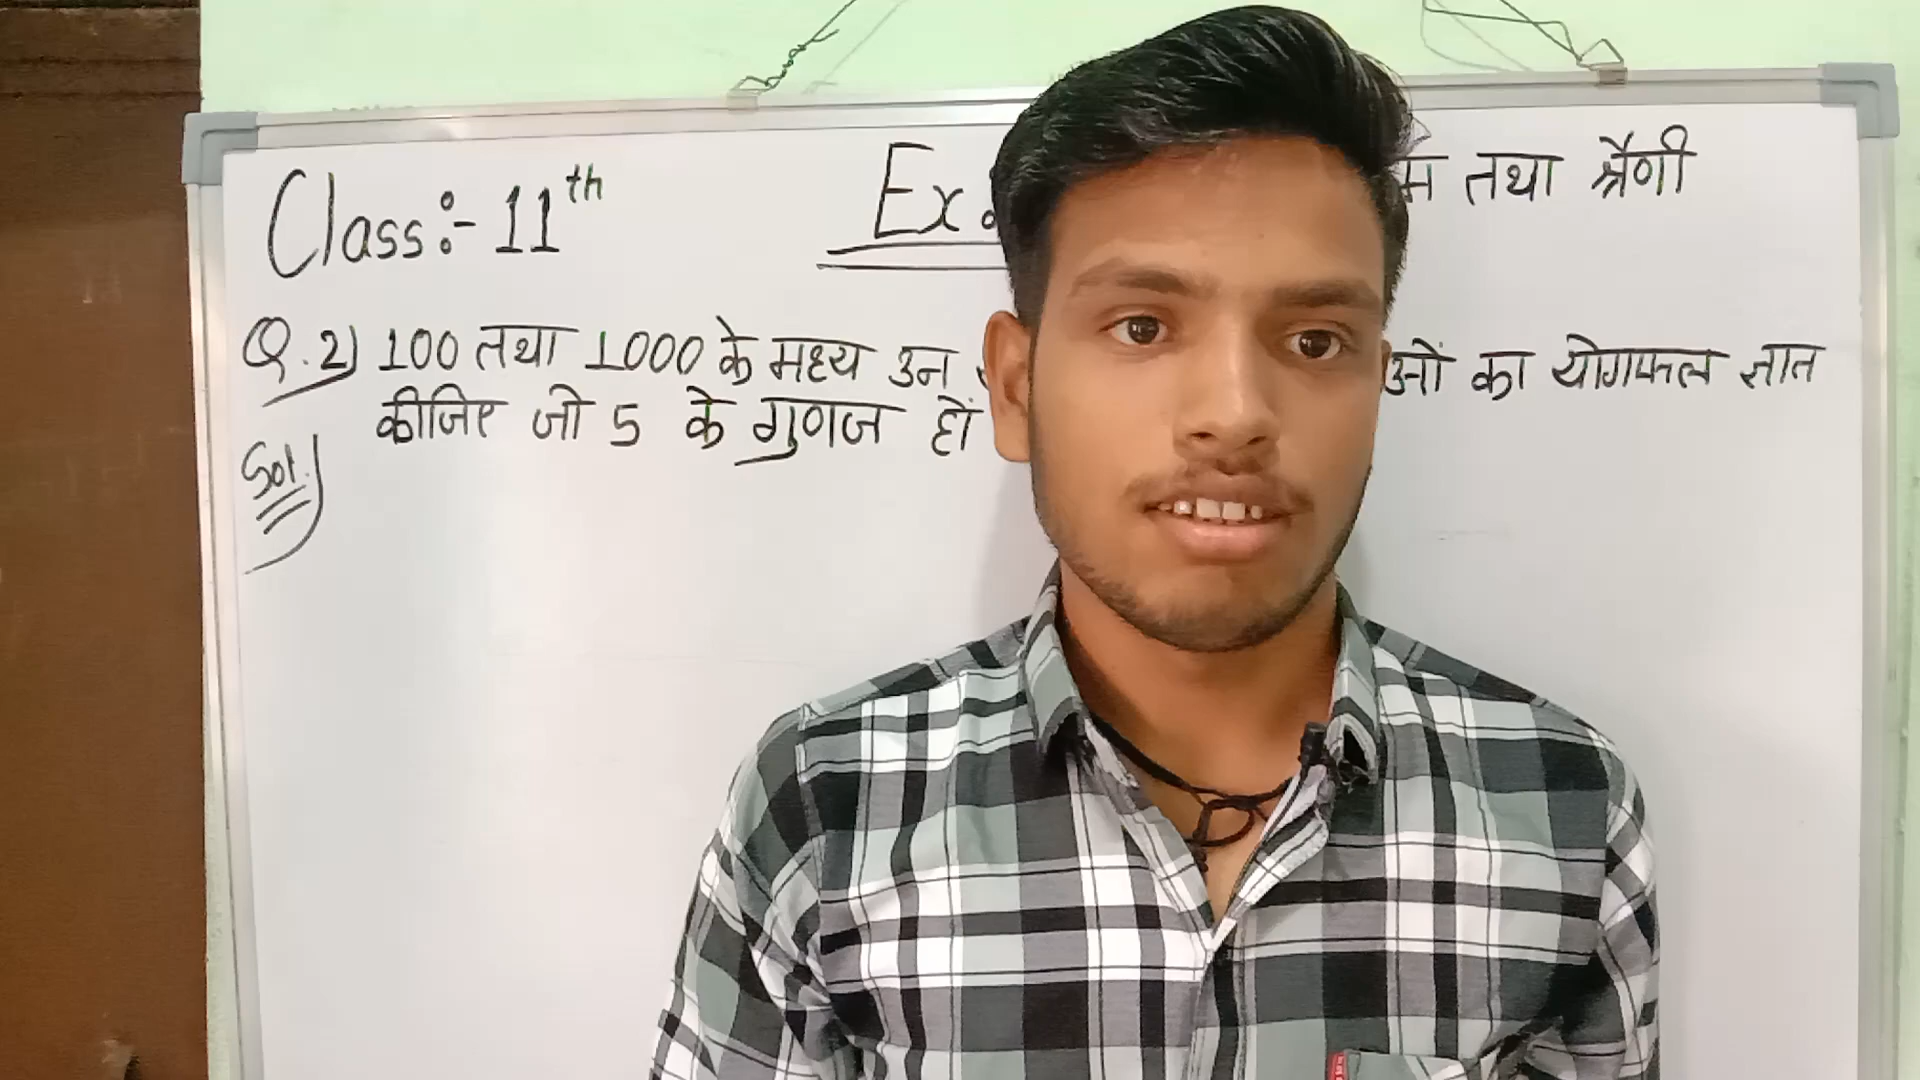 Class:- 11th
Ex. तथा श्रैणी
Q.2) 100 तथा 1000 के मध्य उन का योगफल ज्ञात
कीजिए जो 5 के गुणज हों
Sol.)